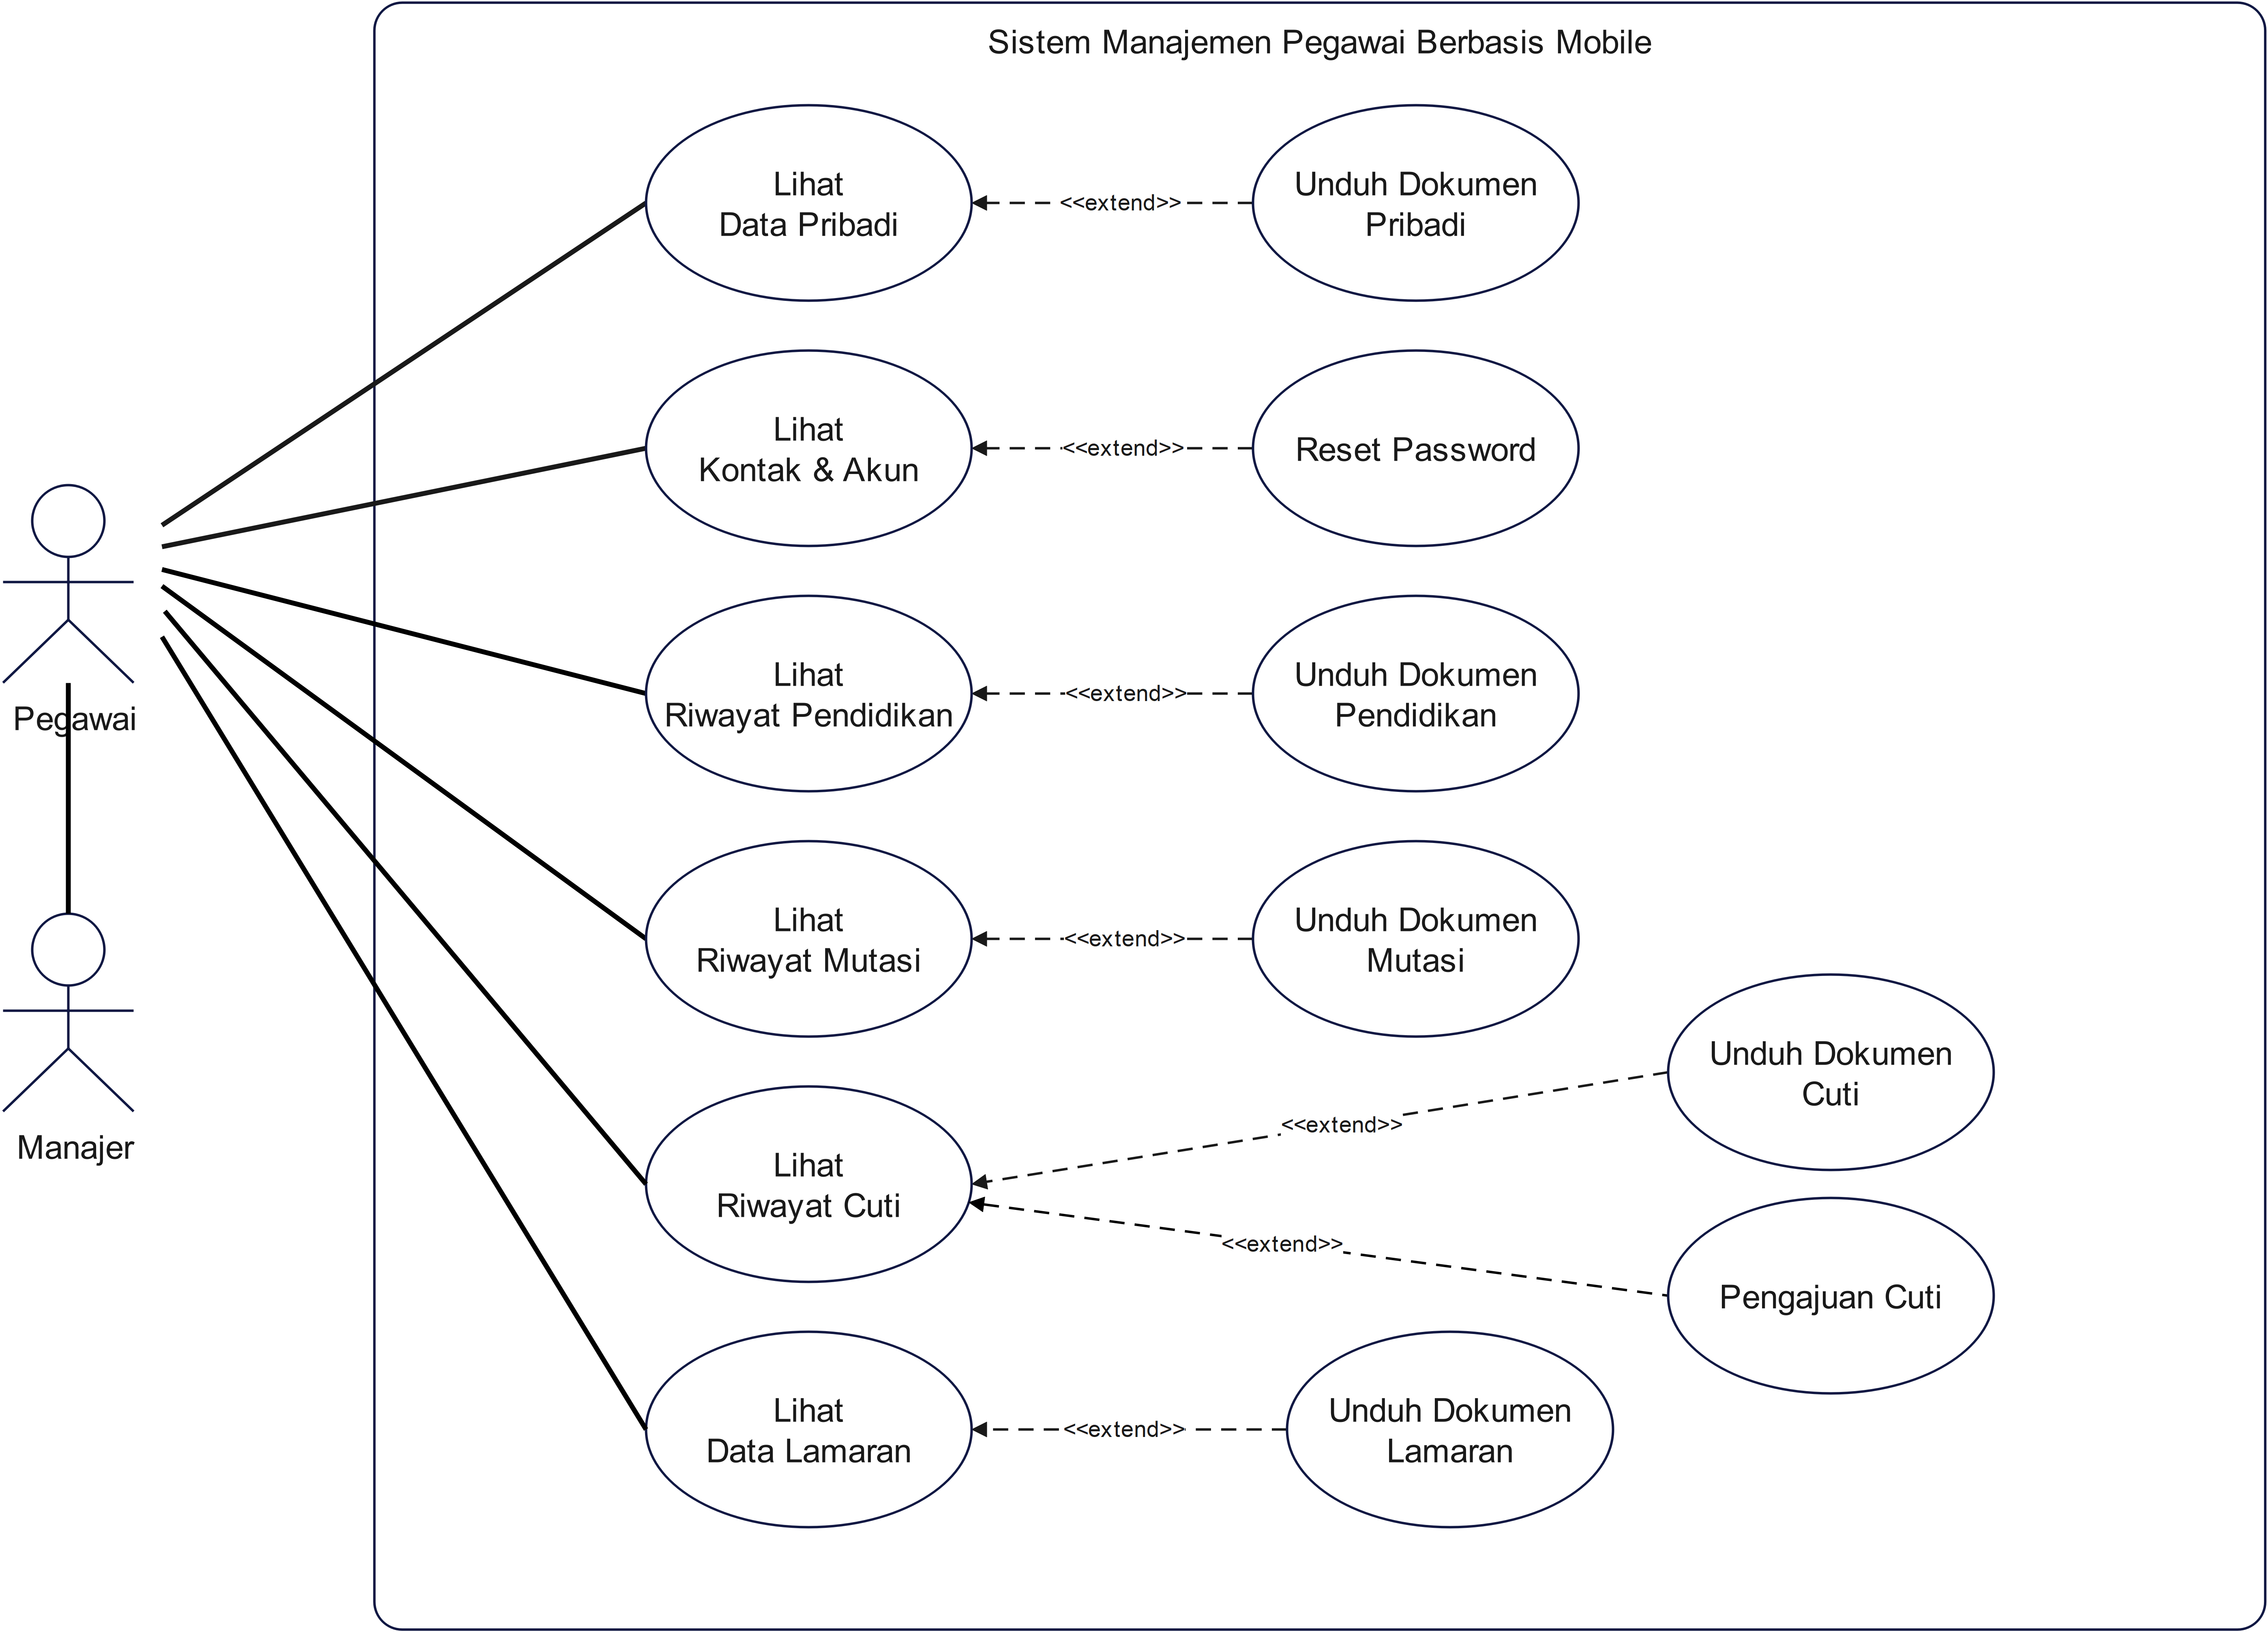 Sistem Manajemen Pegawai Berbasis Mobile
Lihat
Data Pribadi
<<extend>>
Unduh Dokumen
Pribadi
Lihat
Kontak & Akun
<<extend>>
Reset Password
Lihat
Riwayat Pendidikan
<<extend>>
Unduh Dokumen
Pendidikan
Pegawai
Lihat
Riwayat Mutasi
<<extend>>
Unduh Dokumen
Mutasi
Unduh Dokumen
Cuti
<<extend>>
Manajer
Lihat
Riwayat Cuti
<<extend>>
Pengajuan Cuti
Lihat
Data Lamaran
<<extend>>
Unduh Dokumen
Lamaran